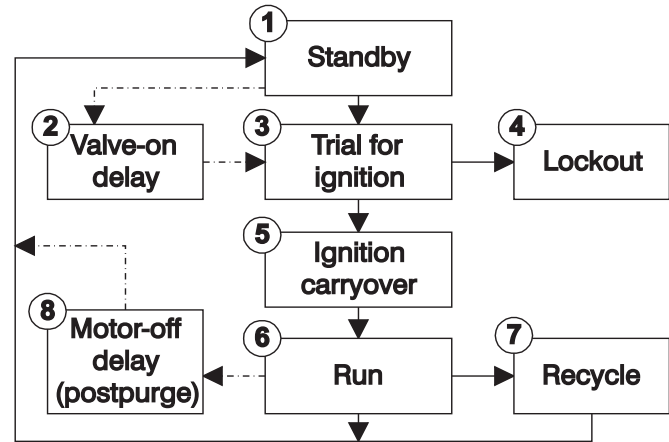 1
Standby
2
Valve-on
delay
3
Trial for
ignition
4
Lockout
5
Ignition
carryover
8
Motor-off
delay
(postpurge)
6
Run
7
Recycle